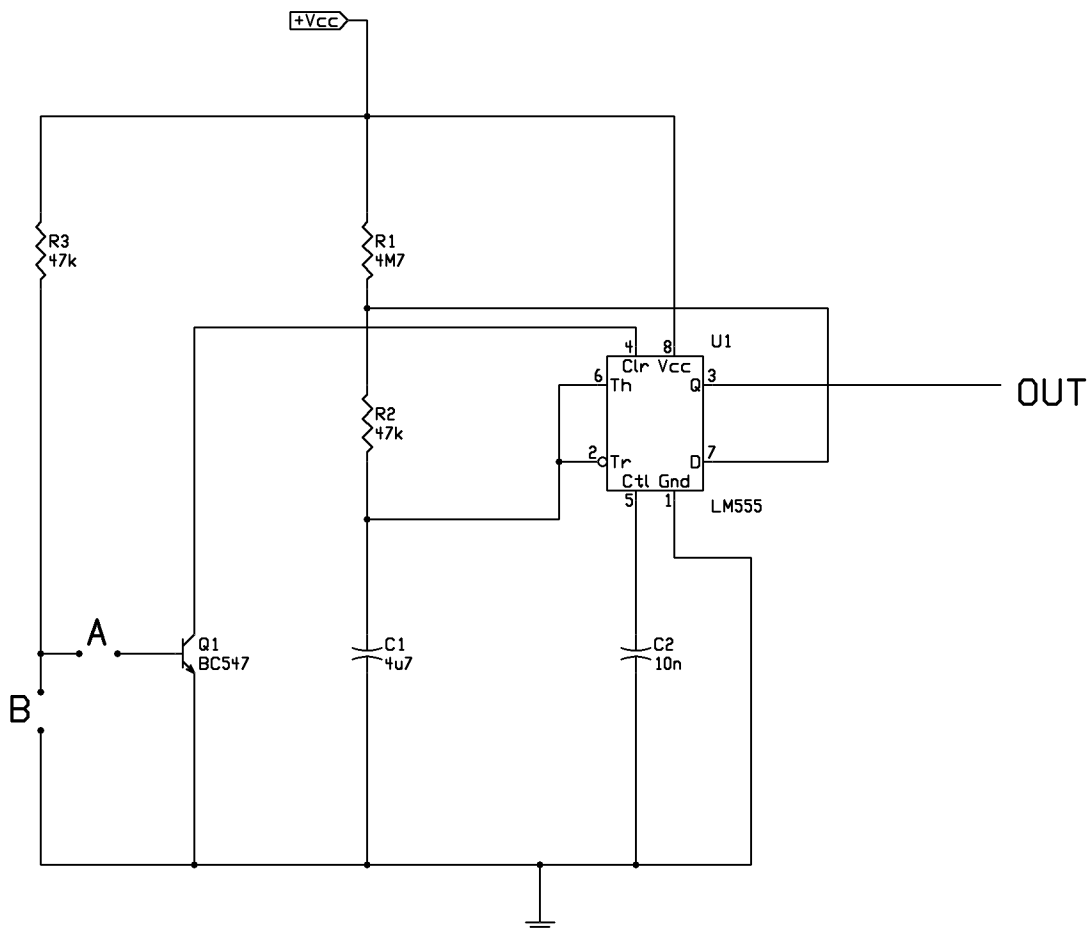 +Vcc
R3
47k
R1
4M7
U1
4
8
Clr Vcc
6
Th
Q
3
OUT
R2
47k
2
Tr
D
7
Ctl Gnd
5
1
LM555
A
Q1
BC547
C1
4u7
C2
10n
B